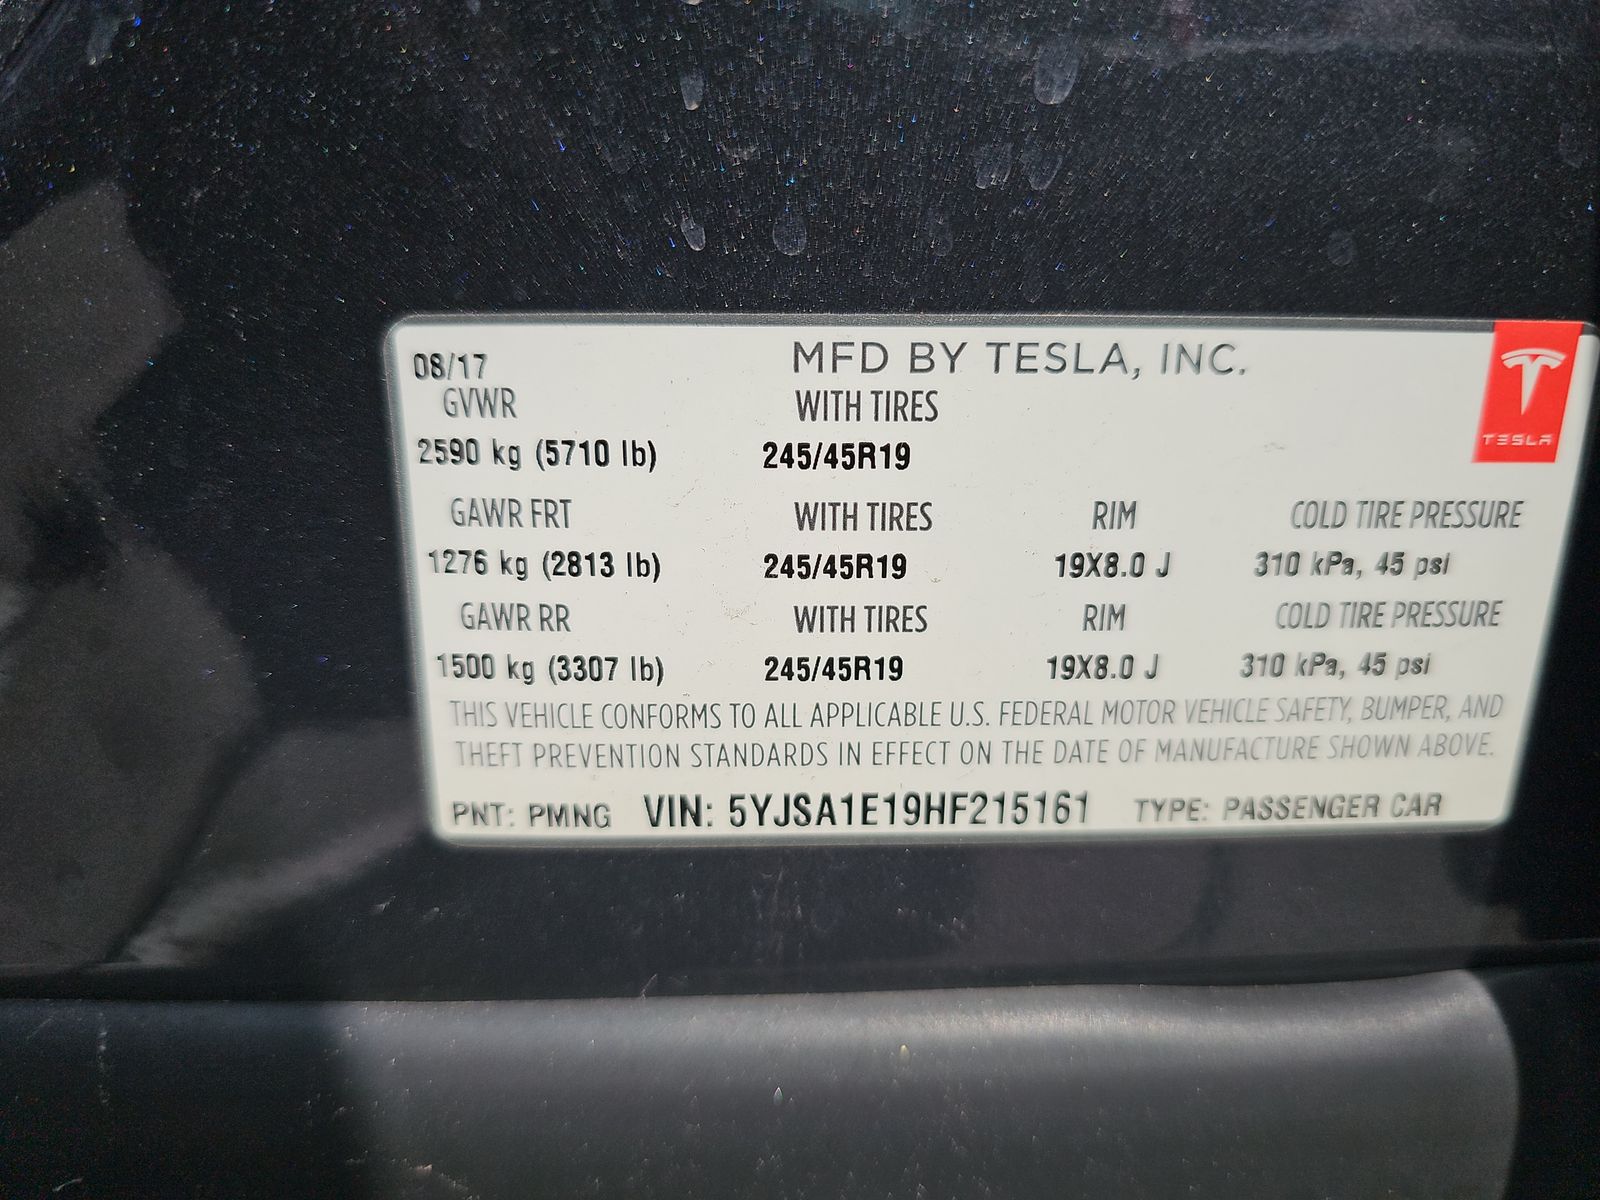 08/17 MFD BY TESLA, INC.
GVWR WITH TIRES
2590 kg (5710 lb) 245/45R19
TESLA
GAWR FRT WITH TIRES RIM COLD TIRE PRESSURE
1276 kg (2813 lb) 245/45R19 19X8.0 J 310 kPa, 45 psi
GAWR RR WITH TIRES RIM COLD TIRE PRESSURE
1500 kg (3307 lb) 245/45R19 19X8.0 J 310 kPa, 45 psi
THIS VEHICLE CONFORMS TO ALL APPLICABLE U.S. FEDERAL MOTOR VEHICLE SAFETY, BUMPER, AND
THEFT PREVENTION STANDARDS IN EFFECT ON THE DATE OF MANUFACTURE SHOWN ABOVE.
PNT: PMNG VIN: 5YJSA1E19HF215161 TYPE: PASSENGER CAR